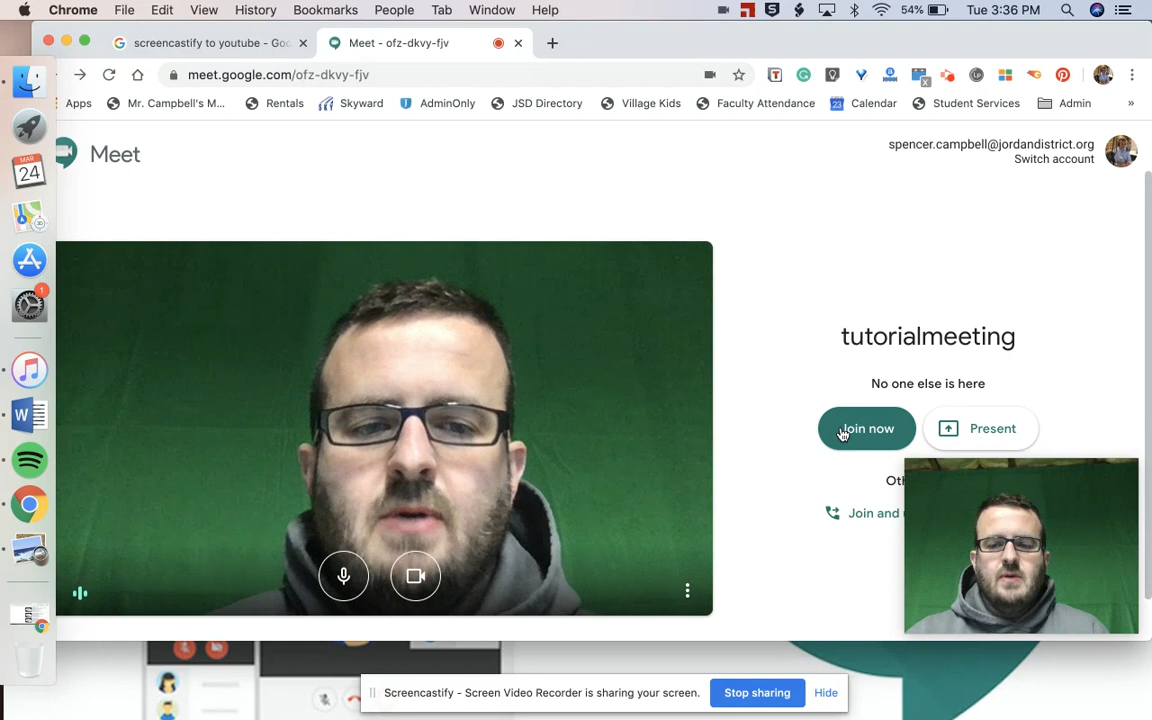 Chrome File Edit View History Bookmarks People Tab Window Help 54% Tue 3:36 PM
screencastify to youtube - Goo
Meet - ofz-dkvy-fjv
meet.google.com/ofz-dkvy-fjv
Apps Mr. Campbell's M... Rentals Skyward AdminOnly JSD Directory Village Kids Faculty Attendance Calendar Student Services Admin »
Meet
spencer.campbell@jordandistrict.org
Switch account
MAR
24
1
tutorialmeeting
No one else is here
Join now
Present
Join and
Screencastify - Screen Video Recorder is sharing your screen.
Stop sharing
Hide